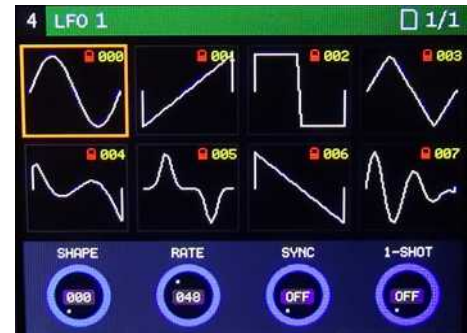 4 LFO 1 1/1
000 001 002 003
004 005 006 007
SHAPE RATE SYNC 1-SHOT
000 048 OFF OFF